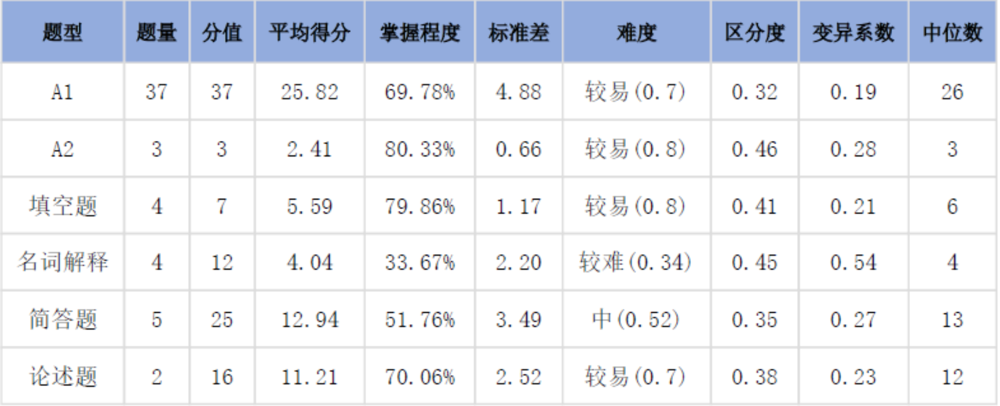 题型 题量 分值 平均得分 掌握程度 标准差 难度 区分度 变异系数 中位数
A1 37 37 25.82 69.78% 4.88 较易(0.7) 0.32 0.19 26
A2 3 3 2.41 80.33% 0.66 较易(0.8) 0.46 0.28 3
填空题 4 7 5.59 79.86% 1.17 较易(0.8) 0.41 0.21 6
名词解释 4 12 4.04 33.67% 2.20 较难(0.34) 0.45 0.54 4
简答题 5 25 12.94 51.76% 3.49 中(0.52) 0.35 0.27 13
论述题 2 16 11.21 70.06% 2.52 较易(0.7) 0.38 0.23 12